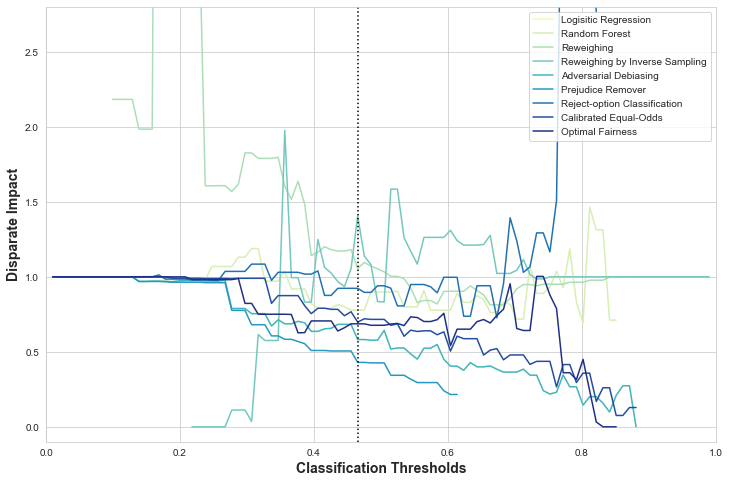 Logisitic Regression
Random Forest
Reweighing
Reweighing by Inverse Sampling
Adversarial Debiasing
Prejudice Remover
Reject-option Classification
Calibrated Equal-Odds
Optimal Fairness
2.5
2.0
1.5
1.0
0.5
0.0
Disparate Impact
0.0 0.2 0.4 0.6 0.8 1.0
Classification Thresholds